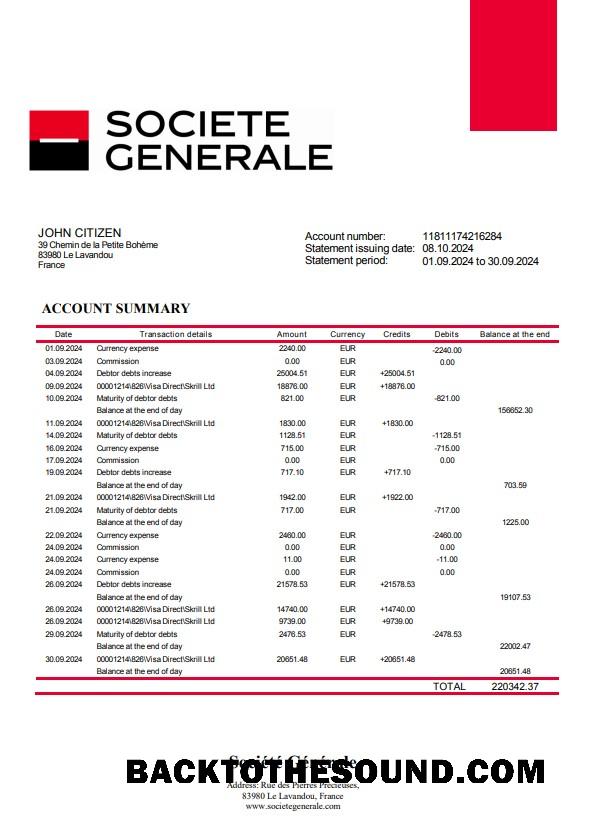 SOCIETE
GENERALE
JOHN CITIZEN
39 Chemin de la Petite Bohème
83980 Le Lavandou
France
Account number: 11811174216284
Statement issuing date: 08.10.2024
Statement period: 01.09.2024 to 30.09.2024
ACCOUNT SUMMARY
Date Transaction details Amount Currency Credits Debits Balance at the end
01.09.2024 Currency expense 2240.00 EUR -2240.00
03.09.2024 Commission 0.00 EUR 0.00
04.09.2024 Debtor debts increase 25004.51 EUR +25004.51
09.09.2024 00001214\826\Visa Direct\Skrill Ltd 18876.00 EUR +18876.00
10.09.2024 Maturity of debtor debts 821.00 EUR -821.00
Balance at the end of day 156652.30
11.09.2024 00001214\826\Visa Direct\Skrill Ltd 1830.00 EUR +1830.00
14.09.2024 Maturity of debtor debts 1128.51 EUR -1128.51
16.09.2024 Currency expense 715.00 EUR -715.00
17.09.2024 Commission 0.00 EUR 0.00
19.09.2024 Debtor debts increase 717.10 EUR +717.10
Balance at the end of day 703.59
21.09.2024 00001214\826\Visa Direct\Skrill Ltd 1942.00 EUR +1922.00
21.09.2024 Maturity of debtor debts 717.00 EUR -717.00
Balance at the end of day 1225.00
22.09.2024 Currency expense 2460.00 EUR -2460.00
24.09.2024 Commission 0.00 EUR 0.00
24.09.2024 Currency expense 11.00 EUR -11.00
24.09.2024 Commission 0.00 EUR 0.00
26.09.2024 Debtor debts increase 21578.53 EUR +21578.53
Balance at the end of day 19107.53
26.09.2024 00001214\826\Visa Direct\Skrill Ltd 14740.00 EUR +14740.00
26.09.2024 00001214\826\Visa Direct\Skrill Ltd 9739.00 EUR +9739.00
29.09.2024 Maturity of debtor debts 2476.53 EUR -2478.53
Balance at the end of day 22002.47
30.09.2024 00001214\826\Visa Direct\Skrill Ltd 20651.48 EUR +20651.48
Balance at the end of day 20651.48
TOTAL 220342.37
Société Générale
BACKTOTHESOUND.COM
Adress: Rue des Pierres Précieuses,
83980 Le Lavandou, France
www.societegenerale.com